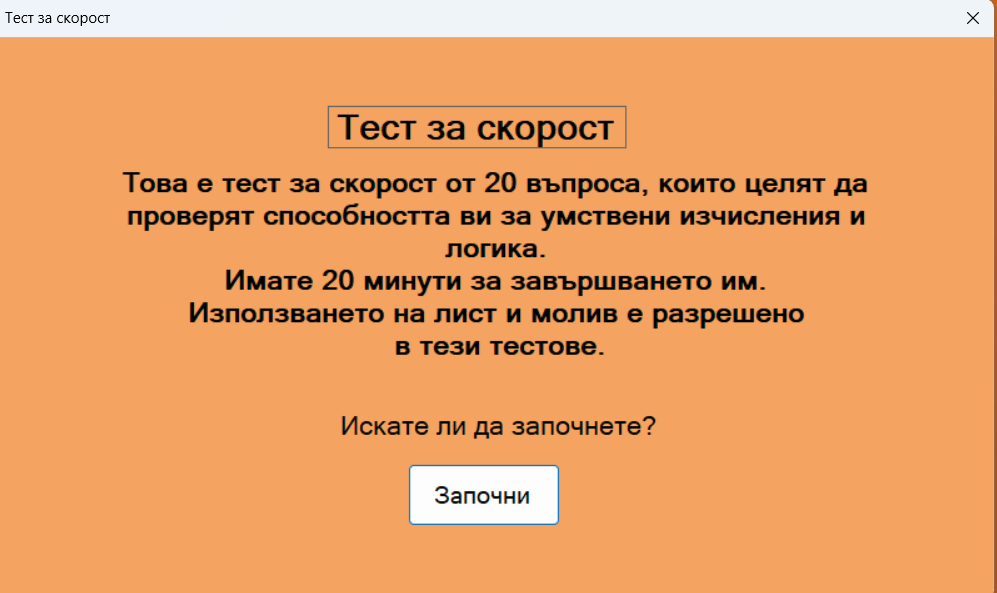 Тест за скорост
Тест за скорост
Това е тест за скорост от 20 въпроса, които целят да
проверят способността ви за умствени изчисления и
логика.
Имате 20 минути за завършването им.
Използването на лист и молив е разрешено
в тези тестове.
Искате ли да започнете?
Започни